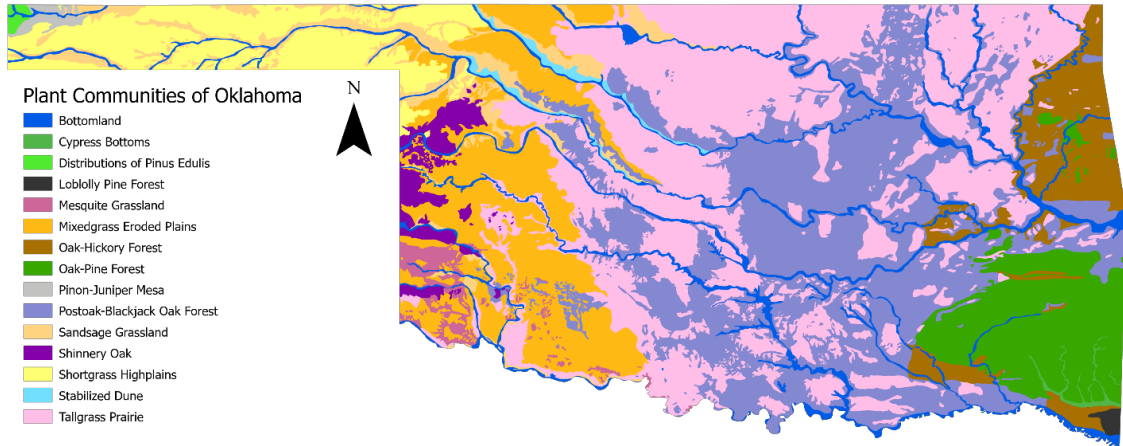 Plant Communities of Oklahoma
N
Bottomland
Cypress Bottoms
Distributions of Pinus Edulis
Loblolly Pine Forest
Mesquite Grassland
Mixedgrass Eroded Plains
Oak-Hickory Forest
Oak-Pine Forest
Pinon-Juniper Mesa
Postoak-Blackjack Oak Forest
Sandsage Grassland
Shinnery Oak
Shortgrass Highplains
Stabilized Dune
Tallgrass Prairie